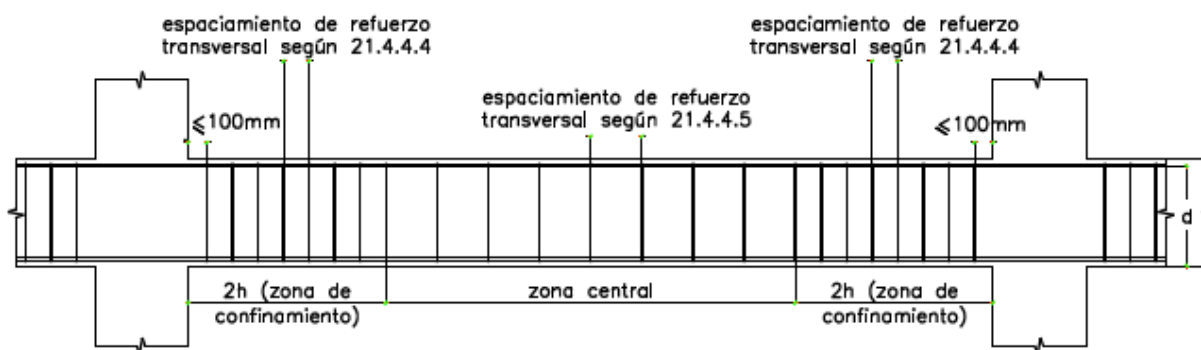 espaciamiento de refuerzo
transversal según 21.4.4.4
espaciamiento de refuerzo
transversal según 21.4.4.4
espaciamiento de refuerzo
transversal según 21.4.4.5
⩽100mm
⩽100mm
d
2h (zona de
confinamiento)
zona central
2h (zona de
confinamiento)